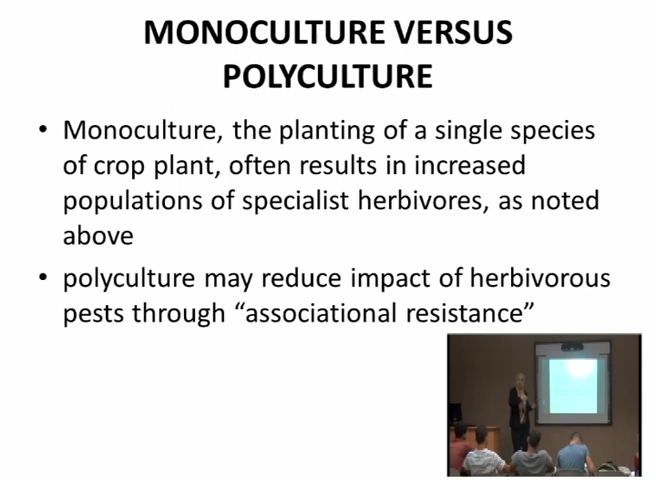 MONOCULTURE VERSUS
POLYCULTURE
• Monoculture, the planting of a single species
of crop plant, often results in increased
populations of specialist herbivores, as noted
above
• polyculture may reduce impact of herbivorous
pests through “associational resistance”